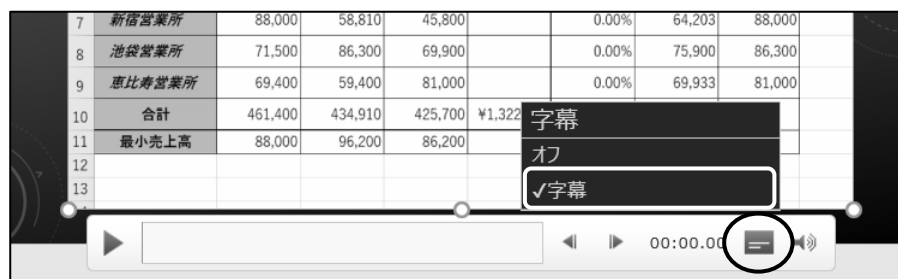 7 新宿営業所 88,000 58,810 45,800 0.00% 64,203 88,000
8 池袋営業所 71,500 86,300 69,900 0.00% 75,900 86,300
9 恵比寿営業所 69,400 59,400 81,000 0.00% 69,933 81,000
10 合計 461,400 434,910 425,700 ¥1,322
11 最小売上高 88,000 96,200 86,200
12
13
字幕
オフ
✓字幕
00:00.00